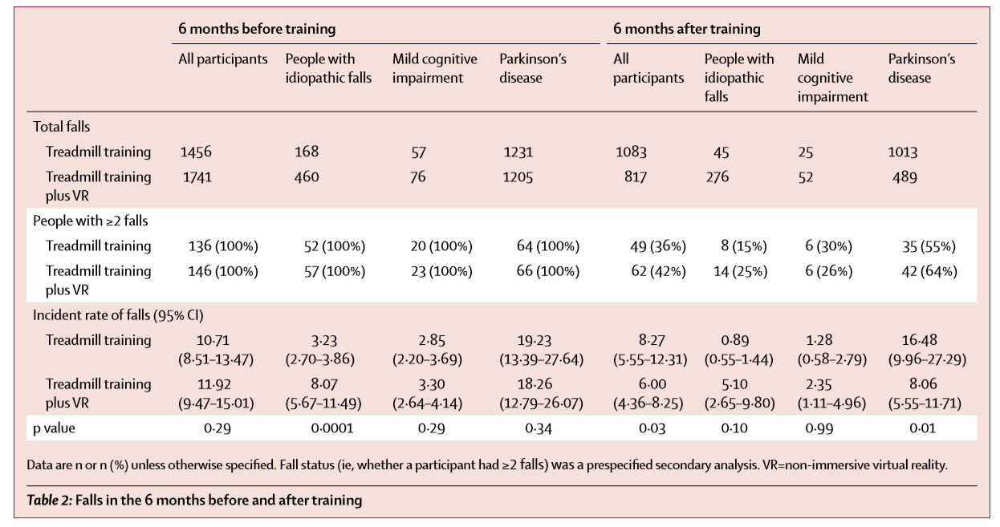 6 months before training 6 months after training
All participants People with idiopathic falls Mild cognitive impairment Parkinson's disease All participants People with idiopathic falls Mild cognitive impairment Parkinson's disease
Total falls
Treadmill training 1456 168 57 1231 1083 45 25 1013
Treadmill training plus VR 1741 460 76 1205 817 276 52 489
People with ≥2 falls
Treadmill training 136 (100%) 52 (100%) 20 (100%) 64 (100%) 49 (36%) 8 (15%) 6 (30%) 35 (55%)
Treadmill training plus VR 146 (100%) 57 (100%) 23 (100%) 66 (100%) 62 (42%) 14 (25%) 6 (26%) 42 (64%)
Incident rate of falls (95% CI)
Treadmill training 10·71 3·23 2·85 19·23 8·27 0·89 1·28 16·48
(8·51–13·47) (2·70–3·86) (2·20–3·69) (13·39–27·64) (5·55–12·31) (0·55–1·44) (0·58–2·79) (9·96–27·29)
Treadmill training 11·92 8·07 3·30 18·26 6·00 5·10 2·35 8·06
plus VR (9·47–15·01) (5·67–11·49) (2·64–4·14) (12·79–26·07) (4·36–8·25) (2·65–9·80) (1·11–4·96) (5·55–11·71)
p value 0·29 0·0001 0·29 0·34 0·03 0·10 0·99 0·01
Data are n or n (%) unless otherwise specified. Fall status (ie, whether a participant had ≥2 falls) was a prespecified secondary analysis. VR=non-immersive virtual reality.
Table 2: Falls in the 6 months before and after training